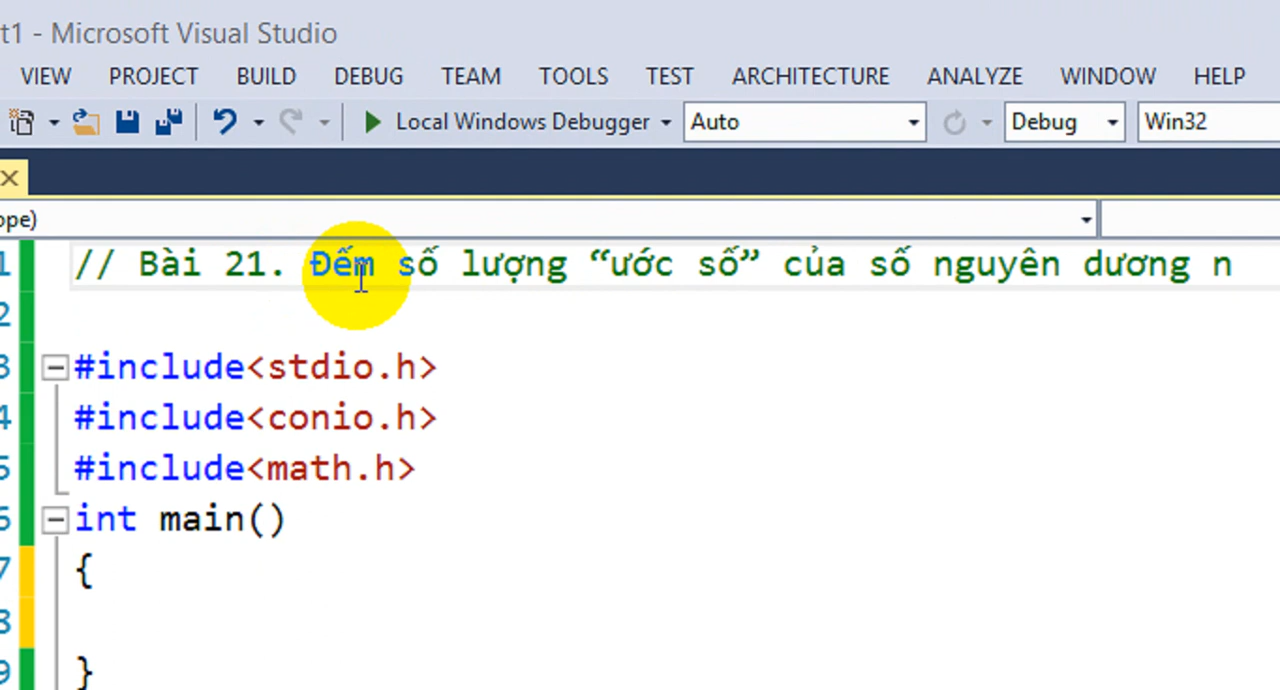 t1 - Microsoft Visual Studio
VIEW PROJECT BUILD DEBUG TEAM TOOLS TEST ARCHITECTURE ANALYZE WINDOW HELP
Local Windows Debugger Auto Debug Win32
ope)
1 // Bài 21. Đếm số lượng “ước số” của số nguyên dương n
2
3 #include<stdio.h>
4 #include<conio.h>
5 #include<math.h>
6 int main()
7 {
8
9 }